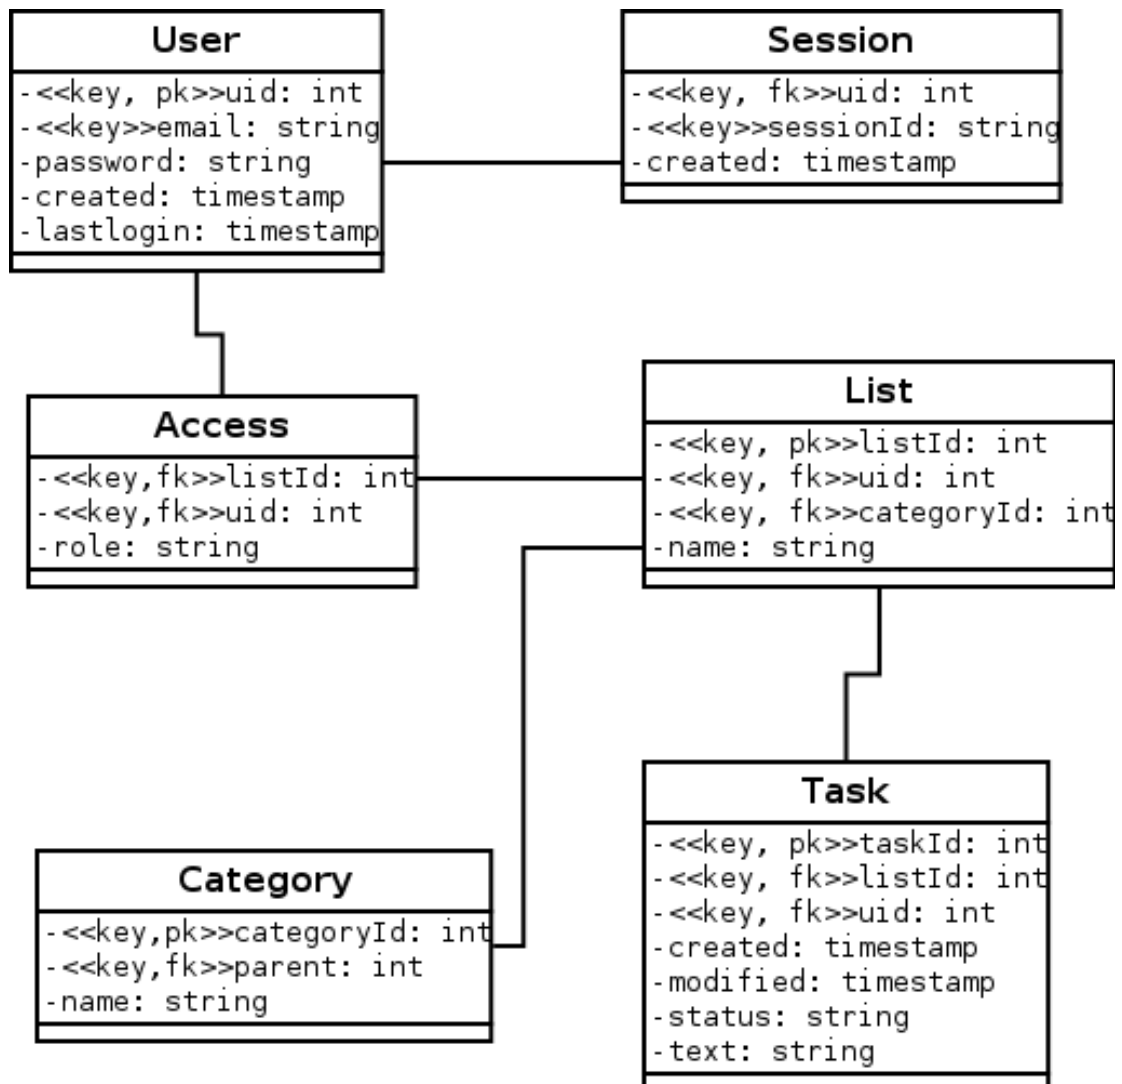 User
-<<key, pk>>uid: int
-<<key>>email: string
-password: string
-created: timestamp
-lastlogin: timestamp
Session
-<<key, fk>>uid: int
-<<key>>sessionId: string
-created: timestamp
Access
-<<key,fk>>listId: int
-<<key,fk>>uid: int
-role: string
List
-<<key, pk>>listId: int
-<<key, fk>>uid: int
-<<key, fk>>categoryId: int
-name: string
Category
-<<key,pk>>categoryId: int
-<<key,fk>>parent: int
-name: string
Task
-<<key, pk>>taskId: int
-<<key, fk>>listId: int
-<<key, fk>>uid: int
-created: timestamp
-modified: timestamp
-status: string
-text: string